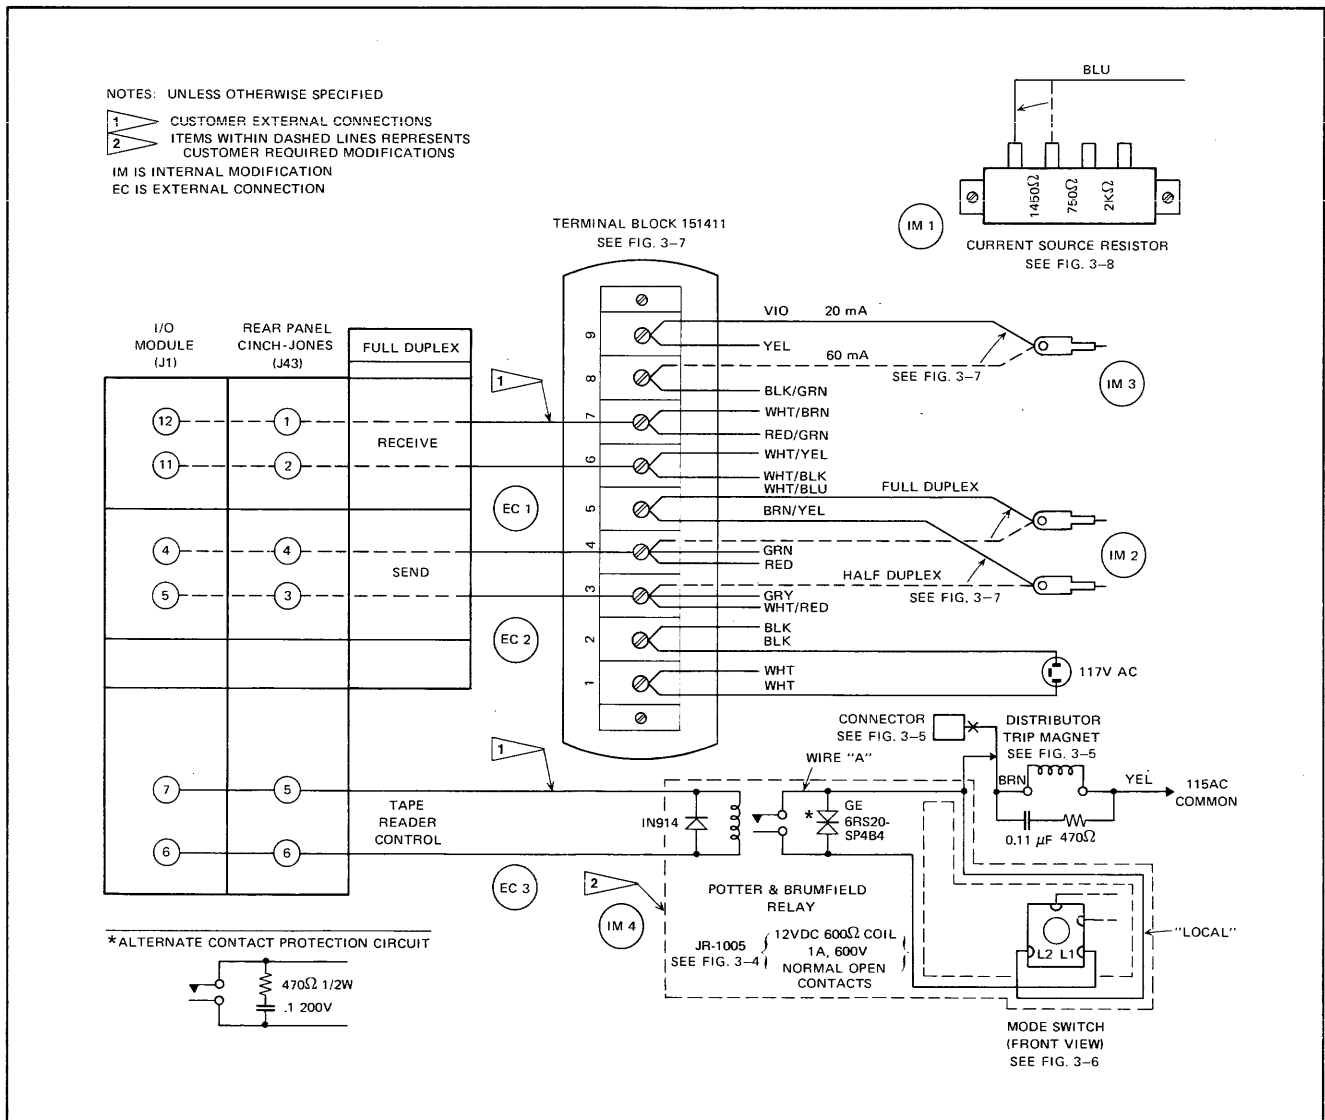 NOTES: UNLESS OTHERWISE SPECIFIED
1 CUSTOMER EXTERNAL CONNECTIONS
2 ITEMS WITHIN DASHED LINES REPRESENTS
CUSTOMER REQUIRED MODIFICATIONS
IM IS INTERNAL MODIFICATION
EC IS EXTERNAL CONNECTION
BLU
1450Ω
750Ω
2KΩ
IM 1
CURRENT SOURCE RESISTOR
SEE FIG. 3-8
TERMINAL BLOCK 151411
SEE FIG. 3-7
I/O
MODULE
(J1)
REAR PANEL
CINCH-JONES
(J43)
FULL DUPLEX
12
1
11
2
RECEIVE
4
4
5
3
SEND
7
5
6
6
TAPE
READER
CONTROL
1
EC 1
EC 2
1
EC 3
9
8
7
6
5
4
3
2
1
VIO 20 mA
YEL
60 mA
SEE FIG. 3-7
BLK/GRN
IM 3
WHT/BRN
RED/GRN
WHT/YEL
WHT/BLK
WHT/BLU FULL DUPLEX
BRN/YEL
GRN
RED
IM 2
HALF DUPLEX
SEE FIG. 3-7
GRY
WHT/RED
BLK
BLK
WHT
WHT
117V AC
CONNECTOR
SEE FIG. 3-5
DISTRIBUTOR
TRIP MAGNET
SEE FIG. 3-5
WIRE "A"
BRN
YEL
115AC
COMMON
0.11 µF 470Ω
IN914
*
GE
6RS20-
SP4B4
2
IM 4
POTTER & BRUMFIELD
RELAY
JR-1005
SEE FIG. 3-4
12VDC 600Ω COIL
1A, 600V
NORMAL OPEN
CONTACTS
L2 L1
"LOCAL"
MODE SWITCH
(FRONT VIEW)
SEE FIG. 3-6
*ALTERNATE CONTACT PROTECTION CIRCUIT
470Ω 1/2W
.1 200V